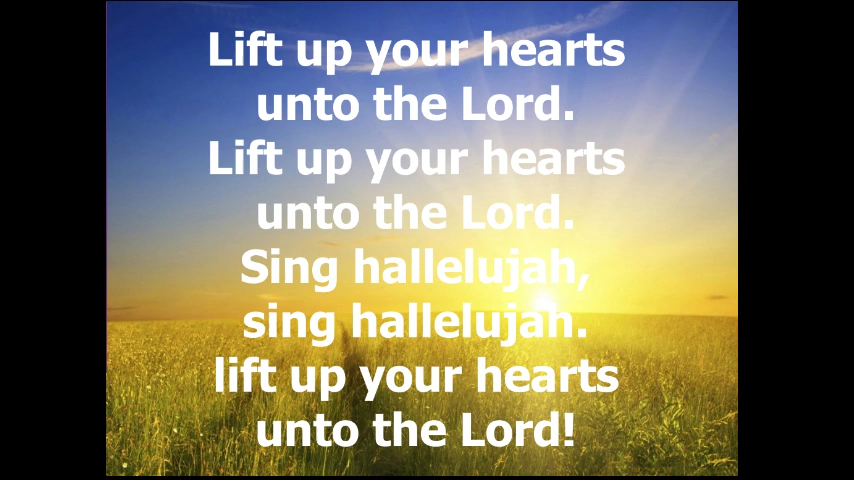 Lift up your hearts
unto the Lord.
Lift up your hearts
unto the Lord.
Sing hallelujah,
sing hallelujah.
lift up your hearts
unto the Lord!